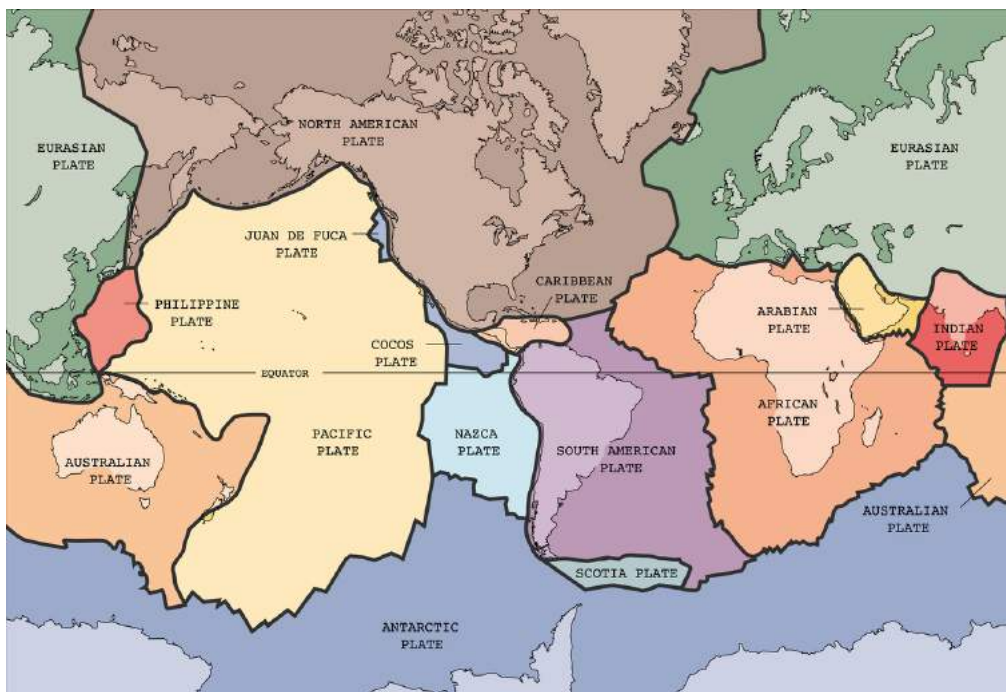 NORTH AMERICAN
PLATE
EURASIAN
PLATE
EURASIAN
PLATE
JUAN DE FUCA
PLATE
CARIBBEAN
PLATE
PHILIPPINE
PLATE
ARABIAN
PLATE
INDIAN
PLATE
COCOS
PLATE
EQUATOR
AFRICAN
PLATE
PACIFIC
PLATE
NAZCA
PLATE
SOUTH AMERICAN
PLATE
AUSTRALIAN
PLATE
AUSTRALIAN
PLATE
SCOTIA PLATE
ANTARCTIC
PLATE